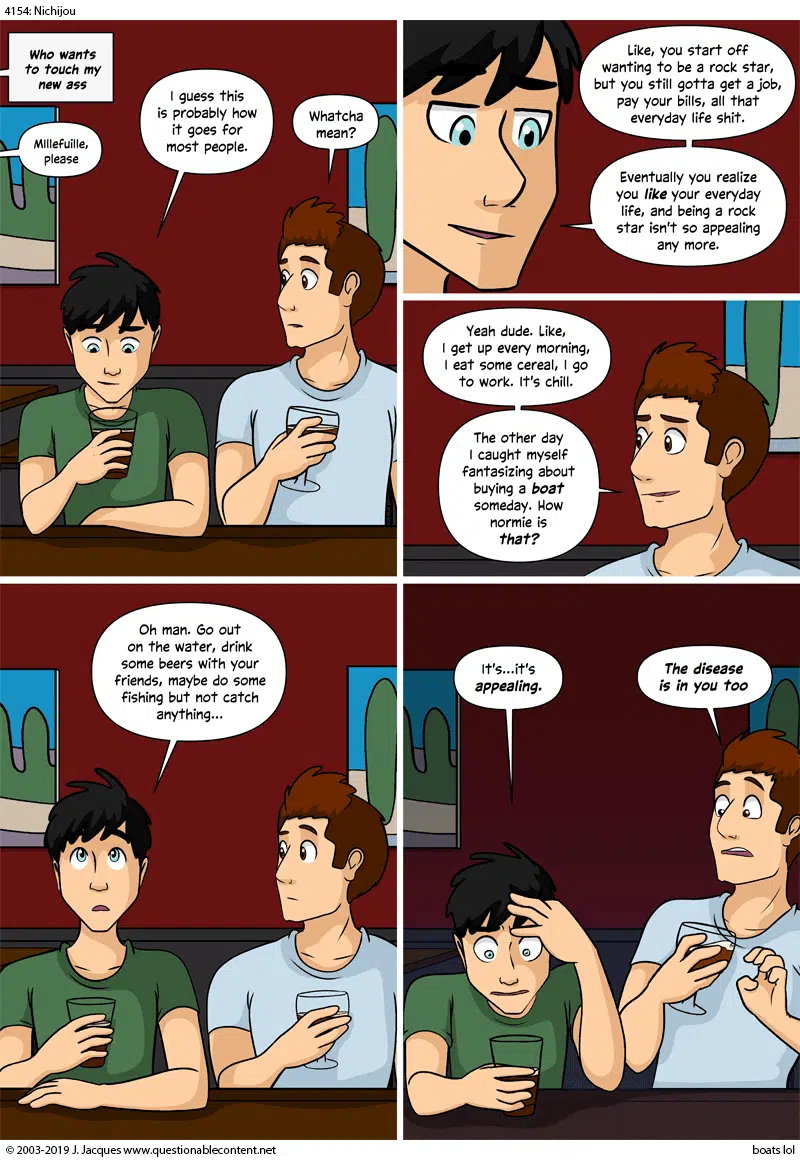 4154: Nichijou
Who wants
to touch my
new ass
MIllefuille,
please
I guess this
is probably how
it goes for
most people.
Whatcha
mean?
Like, you start off
wanting to be a rock star,
but you still gotta get a job,
pay your bills, all that
everyday life shit.
Eventually you realize
you like your everyday
life, and being a rock
star isn't so appealing
any more.
Yeah dude. Like,
I get up every morning,
I eat some cereal, I go
to work. It's chill.
The other day
I caught myself
fantasizing about
buying a boat
someday. How
normie is
that?
Oh man. Go out
on the water, drink
some beers with your
friends, maybe do some
fishing but not catch
anything...
It's...it's
appealing.
The disease
is in you too
© 2003-2019 J. Jacques www.questionablecontent.net
boats lol